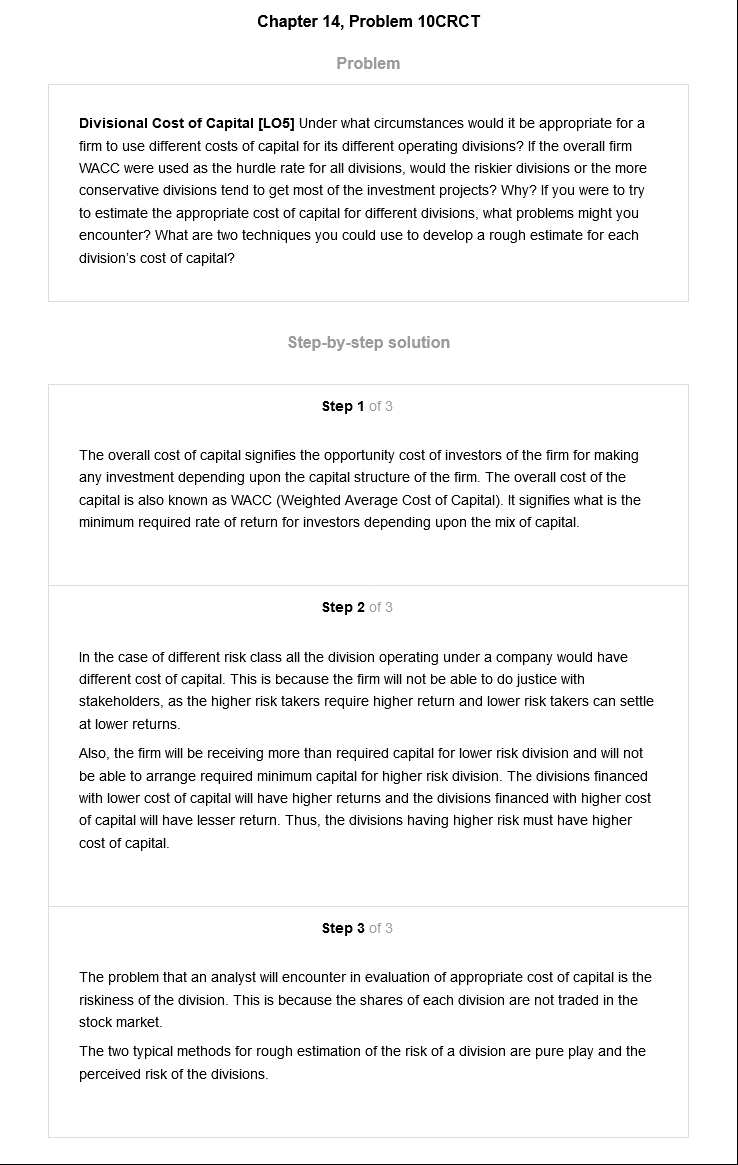 Chapter 14, Problem 10CRCT
Problem
Divisional Cost of Capital [LO5] Under what circumstances would it be appropriate for a
firm to use different costs of capital for its different operating divisions? If the overall firm
WACC were used as the hurdle rate for all divisions, would the riskier divisions or the more
conservative divisions tend to get most of the investment projects? Why? If you were to try
to estimate the appropriate cost of capital for different divisions, what problems might you
encounter? What are two techniques you could use to develop a rough estimate for each
division's cost of capital?
Step-by-step solution
Step 1 of 3
The overall cost of capital signifies the opportunity cost of investors of the firm for making
any investment depending upon the capital structure of the firm. The overall cost of the
capital is also known as WACC (Weighted Average Cost of Capital). It signifies what is the
minimum required rate of return for investors depending upon the mix of capital.
Step 2 of 3
In the case of different risk class all the division operating under a company would have
different cost of capital. This is because the firm will not be able to do justice with
stakeholders, as the higher risk takers require higher return and lower risk takers can settle
at lower returns.
Also, the firm will be receiving more than required capital for lower risk division and will not
be able to arrange required minimum capital for higher risk division. The divisions financed
with lower cost of capital will have higher returns and the divisions financed with higher cost
of capital will have lesser return. Thus, the divisions having higher risk must have higher
cost of capital.
Step 3 of 3
The problem that an analyst will encounter in evaluation of appropriate cost of capital is the
riskiness of the division. This is because the shares of each division are not traded in the
stock market.
The two typical methods for rough estimation of the risk of a division are pure play and the
perceived risk of the divisions.